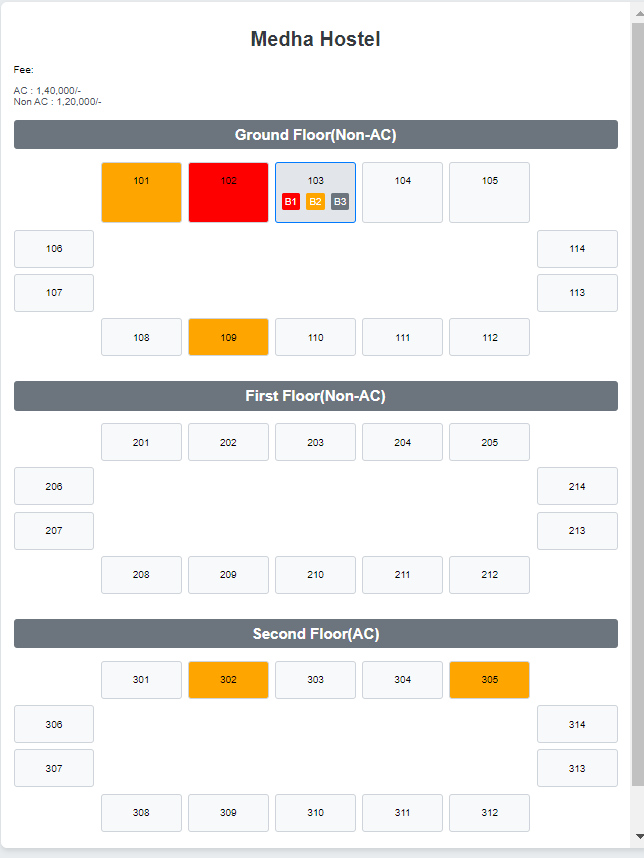 Medha Hostel
Fee:
AC : 1,40,000/-
Non AC : 1,20,000/-
Ground Floor(Non-AC)
101 102 103 104 105
B1 B2 B3
106 114
107 113
108 109 110 111 112
First Floor(Non-AC)
201 202 203 204 205
206 214
207 213
208 209 210 211 212
Second Floor(AC)
301 302 303 304 305
306 314
307 313
308 309 310 311 312